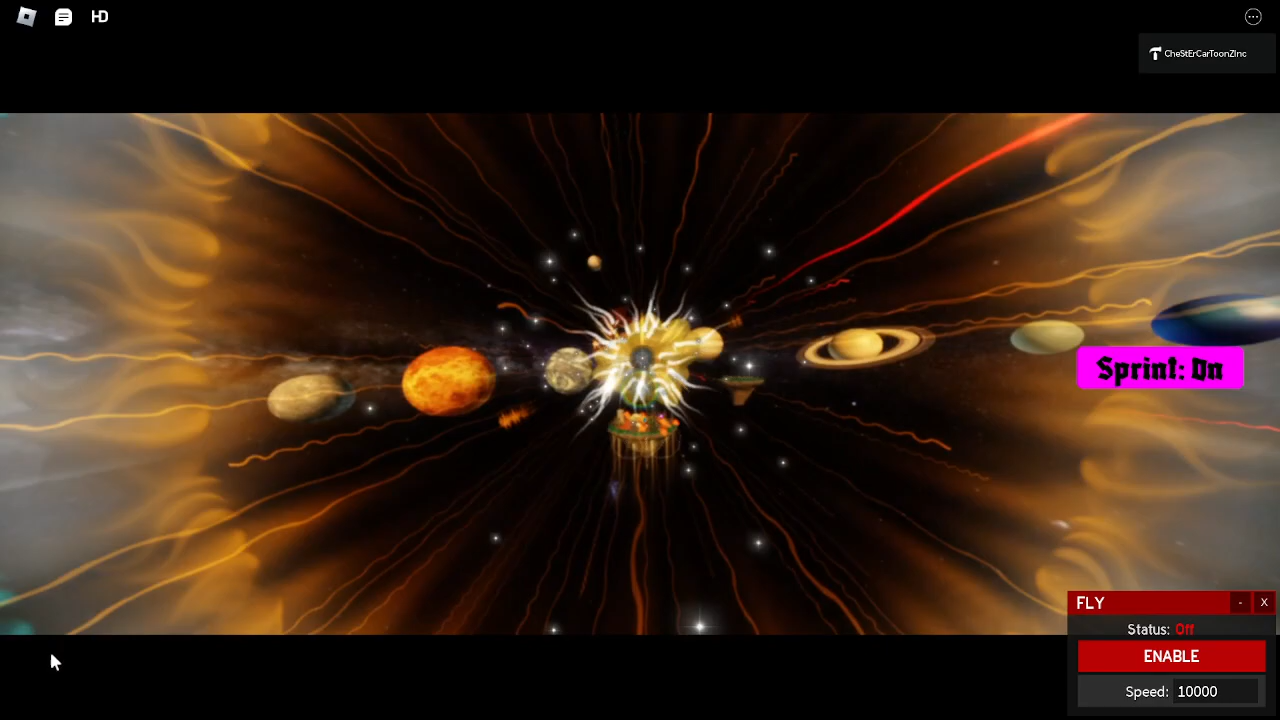 HD
CheStErCarToonZInc
Sprint: On
FLY
- X
Status: Off
ENABLE
Speed: 10000